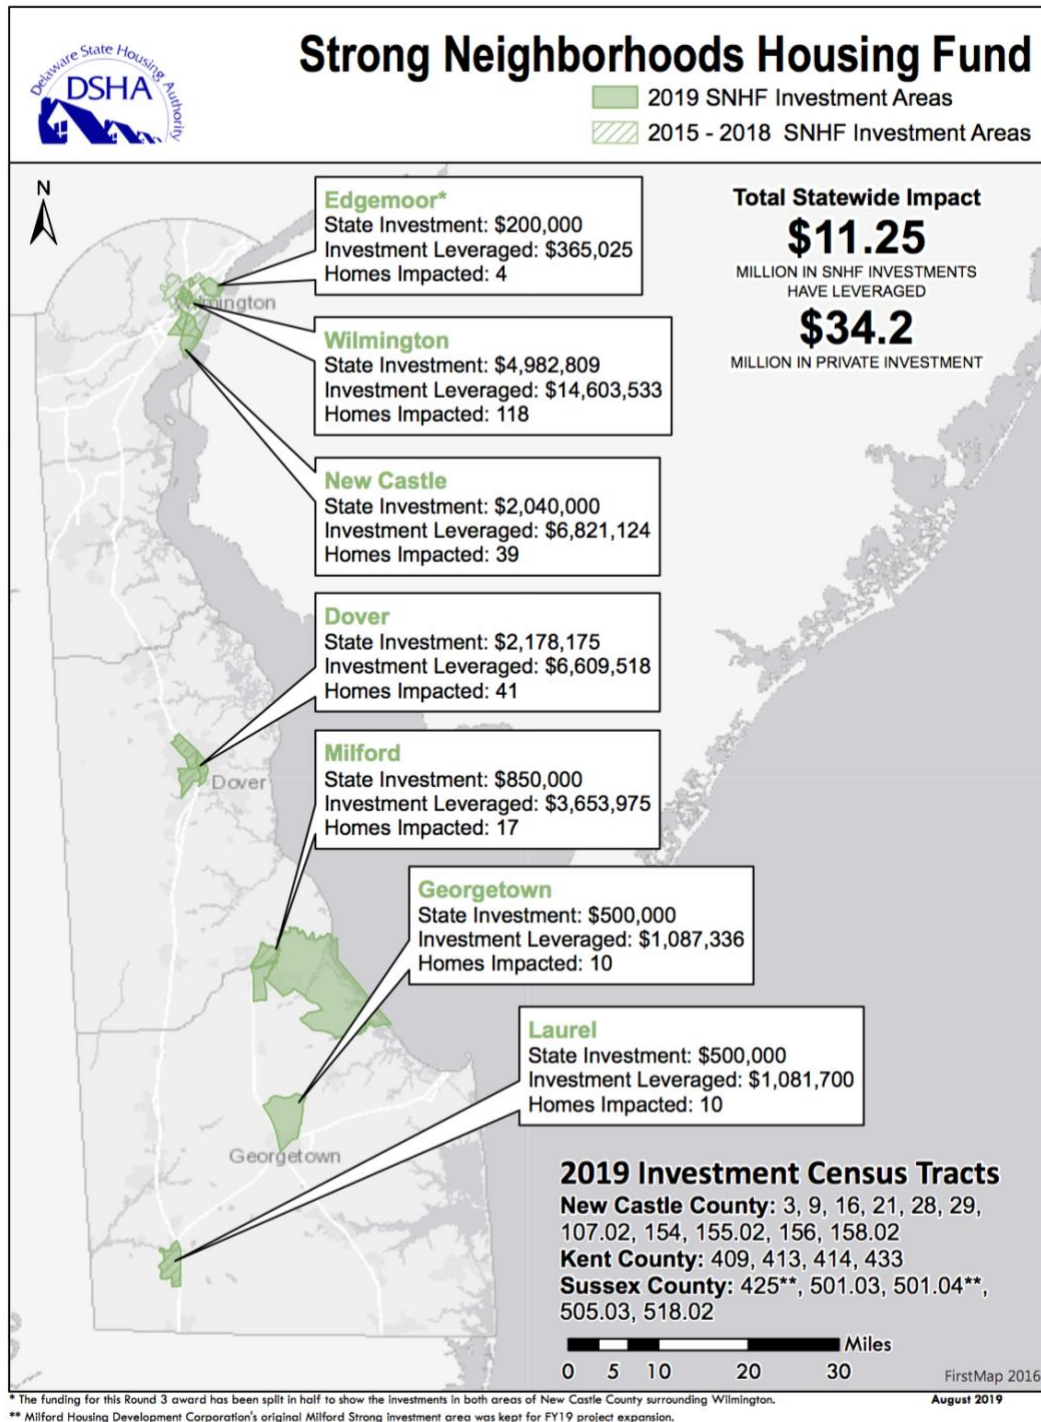 Delaware State Housing Authority
DSHA
Strong Neighborhoods Housing Fund
2019 SNHF Investment Areas
2015 - 2018 SNHF Investment Areas
N
Edgemoor*
State Investment: $200,000
Investment Leveraged: $365,025
Homes Impacted: 4
Total Statewide Impact
$11.25
MILLION IN SNHF INVESTMENTS
HAVE LEVERAGED
$34.2
MILLION IN PRIVATE INVESTMENT
Wilmington
Wilmington
State Investment: $4,982,809
Investment Leveraged: $14,603,533
Homes Impacted: 118
New Castle
State Investment: $2,040,000
Investment Leveraged: $6,821,124
Homes Impacted: 39
Dover
State Investment: $2,178,175
Investment Leveraged: $6,609,518
Homes Impacted: 41
Dover
Milford
State Investment: $850,000
Investment Leveraged: $3,653,975
Homes Impacted: 17
Georgetown
State Investment: $500,000
Investment Leveraged: $1,087,336
Homes Impacted: 10
Laurel
State Investment: $500,000
Investment Leveraged: $1,081,700
Homes Impacted: 10
Georgetown
2019 Investment Census Tracts
New Castle County: 3, 9, 16, 21, 28, 29,
107.02, 154, 155.02, 156, 158.02
Kent County: 409, 413, 414, 433
Sussex County: 425**, 501.03, 501.04**,
505.03, 518.02
Miles
0 5 10 20 30
FirstMap 2016
* The funding for this Round 3 award has been split in half to show the investments in both areas of New Castle County surrounding Wilmington.
August 2019
** Milford Housing Development Corporation's original Milford Strong investment area was kept for FY19 project expansion.